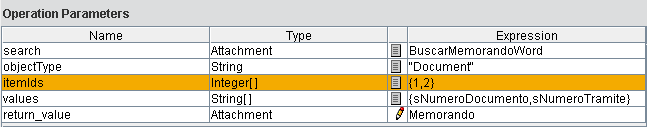 Operation Parameters
Name Type Expression
search Attachment BuscarMemorandoWord
objectType String "Document"
itemIds Integer[] {1,2}
values String[] {sNumeroDocumento,sNumeroTramite}
return_value Attachment Memorando